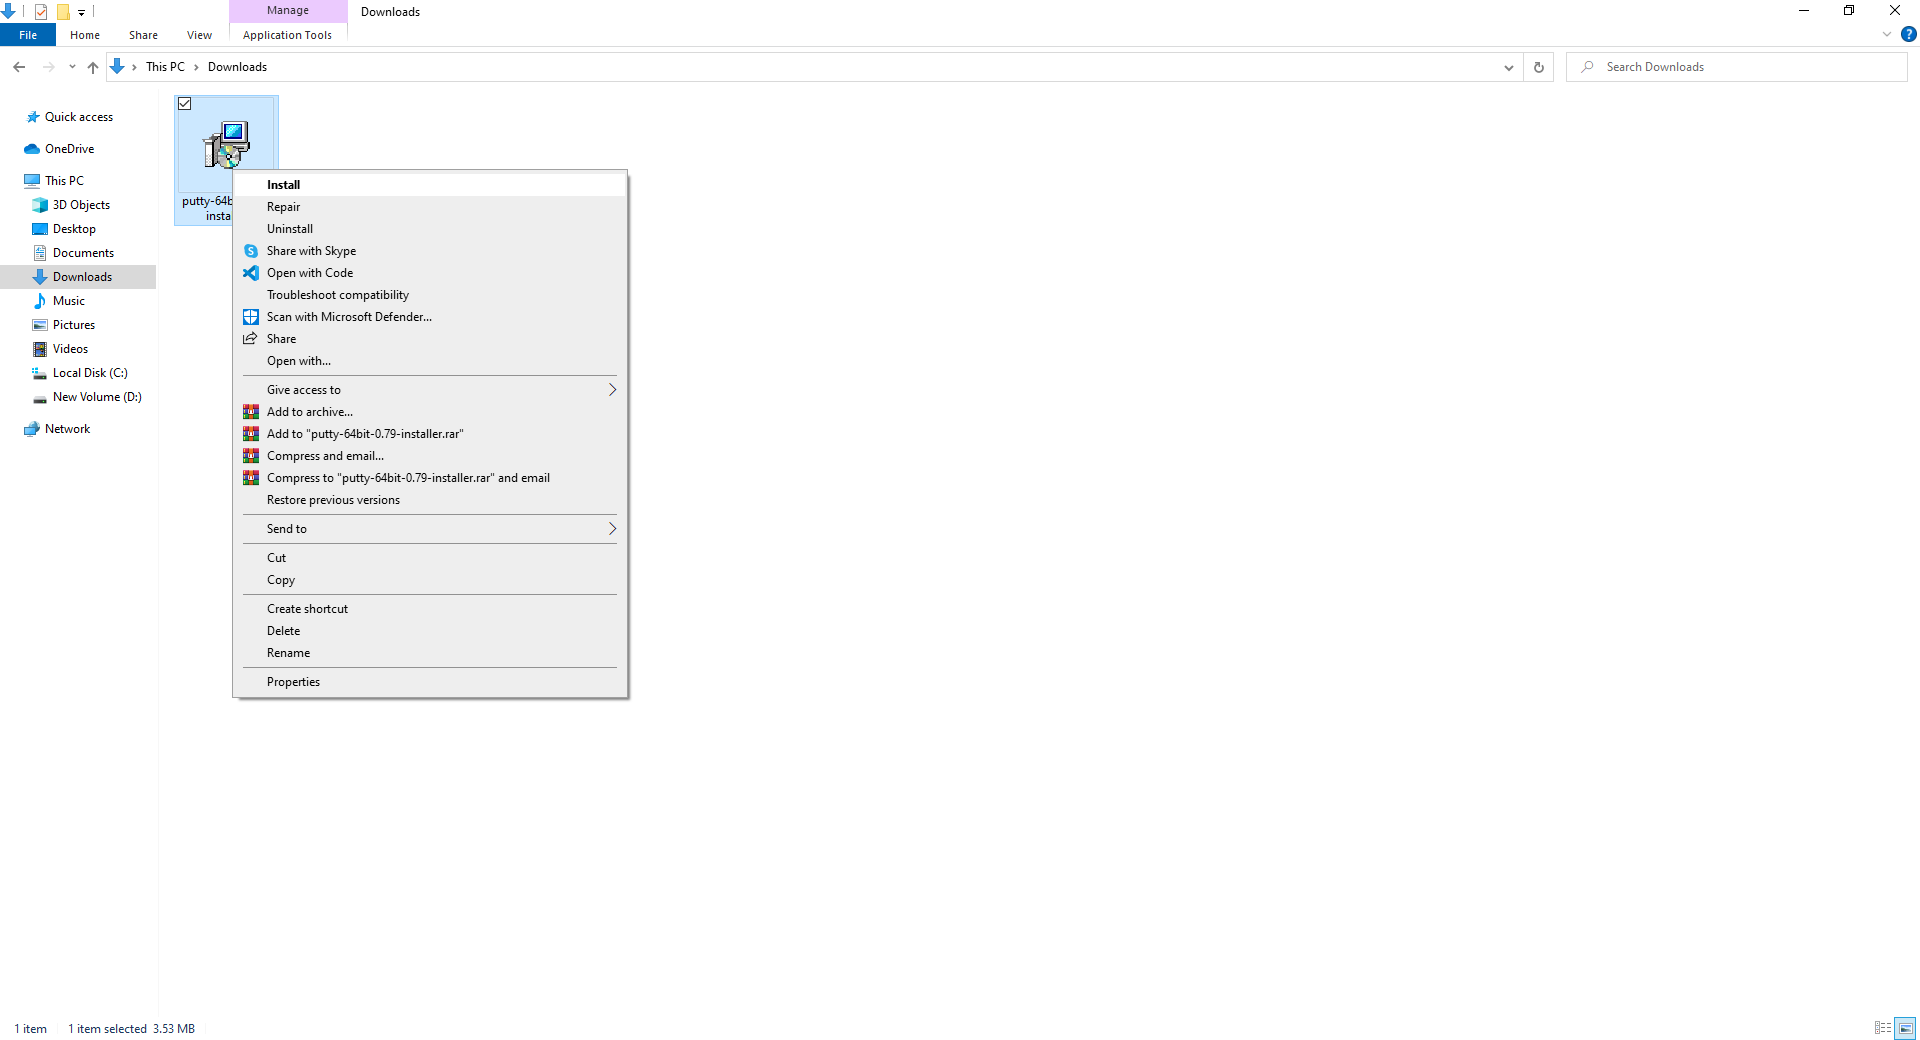 Manage
Downloads
File
Home
Share
View
Application Tools
This PC
Downloads
Search Downloads
Quick access
OneDrive
This PC
3D Objects
Desktop
Documents
Downloads
Music
Pictures
Videos
Local Disk (C:)
New Volume (D:)
Network
putty-64b
insta
Install
Repair
Uninstall
Share with Skype
Open with Code
Troubleshoot compatibility
Scan with Microsoft Defender...
Share
Open with...
Give access to
Add to archive...
Add to "putty-64bit-0.79-installer.rar"
Compress and email...
Compress to "putty-64bit-0.79-installer.rar" and email
Restore previous versions
Send to
Cut
Copy
Create shortcut
Delete
Rename
Properties
1 item
1 item selected 3.53 MB